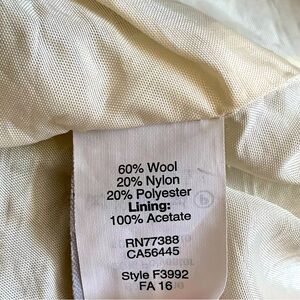 60% Wool
20% Nylon
20% Polyester
Lining:
100% Acetate
RN77388
CA56445
Style F3992
FA 16